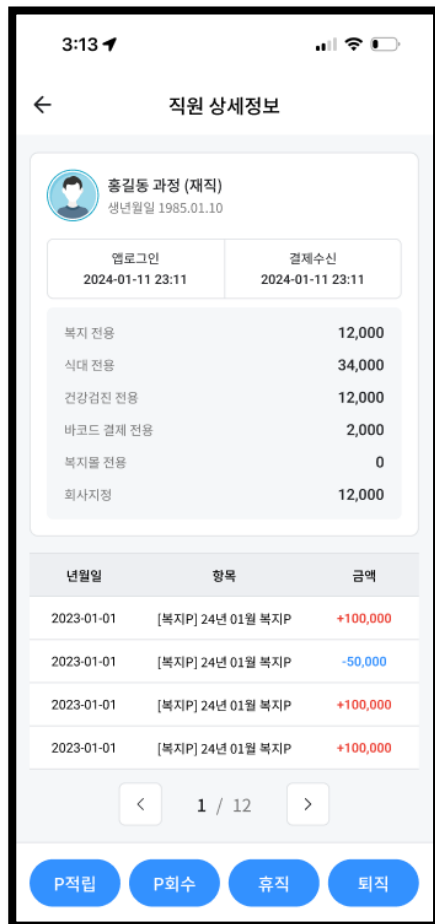 3:13
직원 상세정보
홍길동 과정 (재직)
생년월일 1985.01.10
앱로그인 결제수신
2024-01-11 23:11 2024-01-11 23:11
복지 전용 12,000
식대 전용 34,000
건강검진 전용 12,000
바코드 결제 전용 2,000
복지몰 전용 0
회사지정 12,000
년월일 항목 금액
2023-01-01 [복지P] 24년 01월 복지P +100,000
2023-01-01 [복지P] 24년 01월 복지P -50,000
2023-01-01 [복지P] 24년 01월 복지P +100,000
2023-01-01 [복지P] 24년 01월 복지P +100,000
1 / 12
P적립 P회수 휴직 퇴직